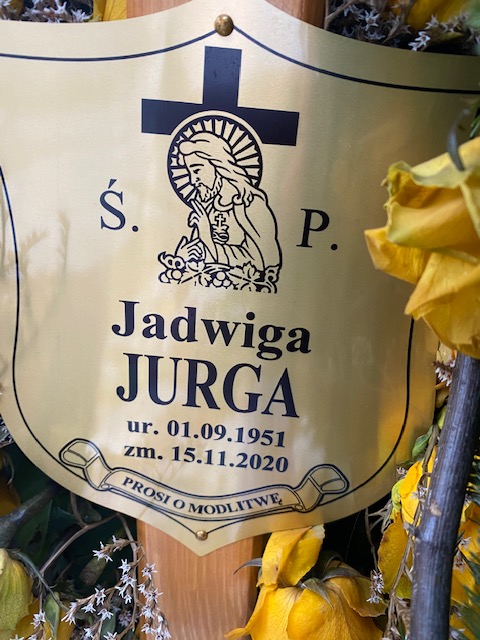 Ś. P.
Jadwiga
JURGA
ur. 01.09.1951
zm. 15.11.2020
PROSI O MODLITWĘ